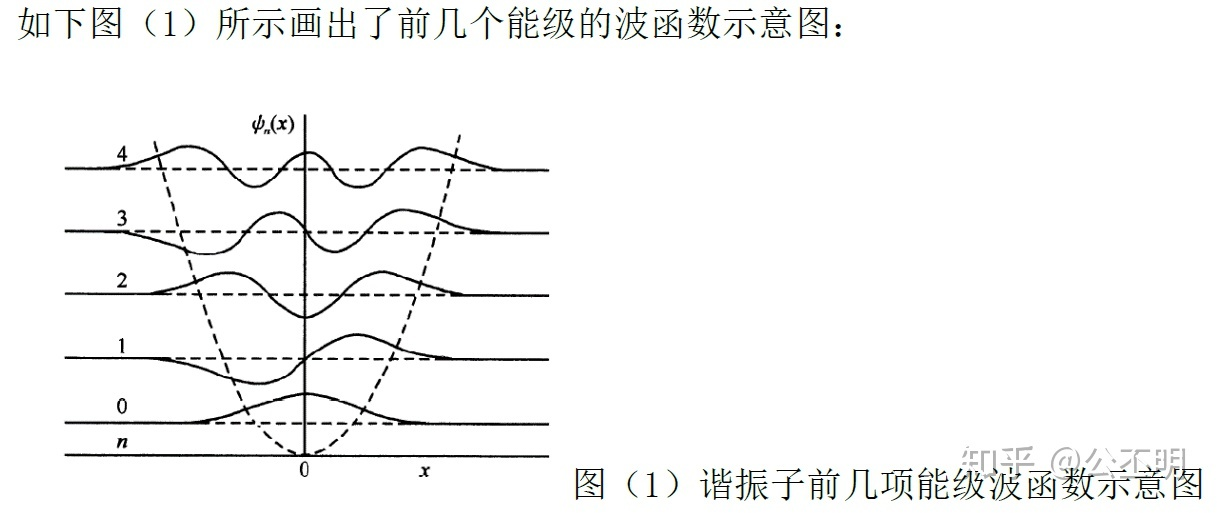 如下图（1）所示画出了前几个能级的波函数示意图：
ψn(x)
4
3
2
1
0
n
0 x
知乎 @公不明
图（1）谐振子前几项能级波函数示意图